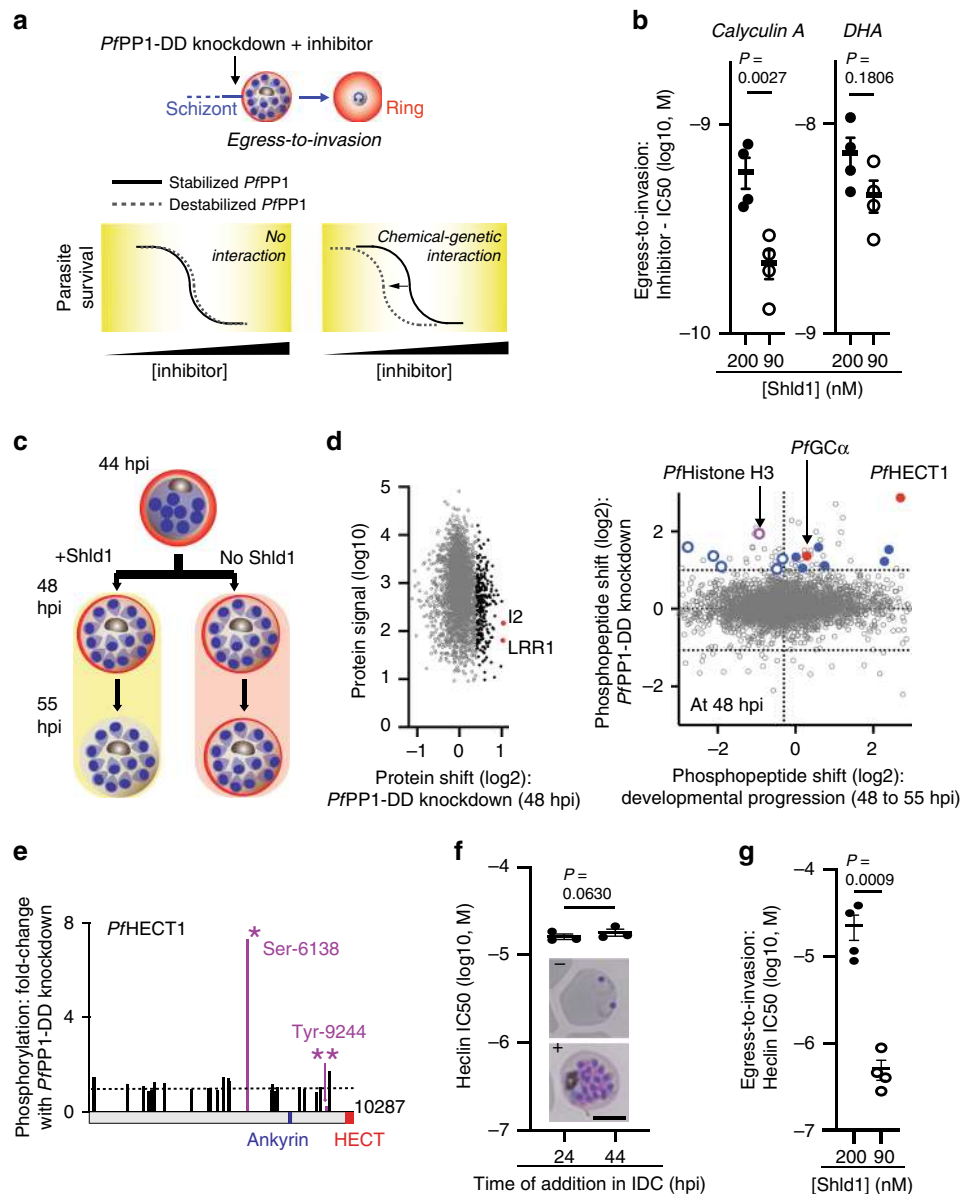 a
PfPP1-DD knockdown + inhibitor
Schizont
Ring
Egress-to-invasion
Stabilized PfPP1
Destabilized PfPP1
Parasite
survival
No
interaction
Chemical-genetic
interaction
[inhibitor]
[inhibitor]
b
Calyculin A
DHA
P =
0.0027
P =
0.1806
Egress-to-invasion:
Inhibitor - IC50 (log10, M)
−9
−10
−8
−9
200 90
200 90
[Shld1] (nM)
c
44 hpi
+Shld1
No Shld1
48
hpi
55
hpi
d
Protein signal (log10)
5
4
3
2
1
0
I2
LRR1
−1 0 1
Protein shift (log2):
PfPP1-DD knockdown (48 hpi)
PfGCα
PfHistone H3
PfHECT1
Phosphopeptide shift (log2):
PfPP1-DD knockdown
2
0
−2
At 48 hpi
−2 0 2
Phosphopeptide shift (log2):
developmental progression (48 to 55 hpi)
e
Phosphorylation: fold-change
with PfPP1-DD knockdown
8
4
0
PfHECT1
*
Ser-6138
Tyr-9244
**
10287
Ankyrin
HECT
f
Heclin IC50 (log10, M)
−4
−5
−6
−7
P =
0.0630
−
+
24 44
Time of addition in IDC (hpi)
g
Egress-to-invasion:
Heclin IC50 (log10, M)
−4
−5
−6
−7
P =
0.0009
200 90
[Shld1] (nM)